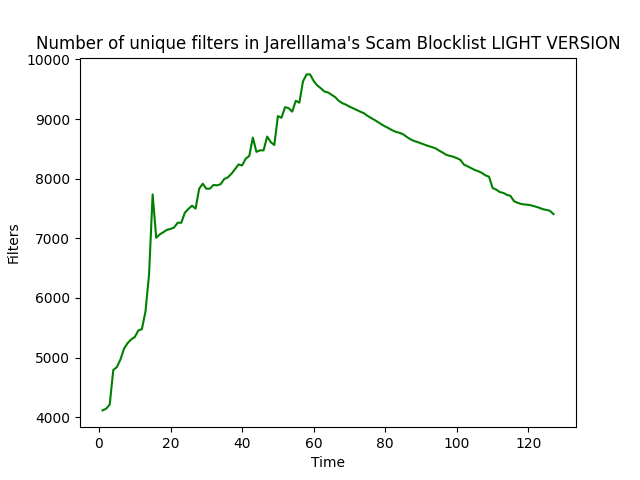 Number of unique filters in Jarelllama's Scam Blocklist LIGHT VERSION
10000
9000
8000
7000
6000
5000
4000
Filters
0 20 40 60 80 100 120
Time